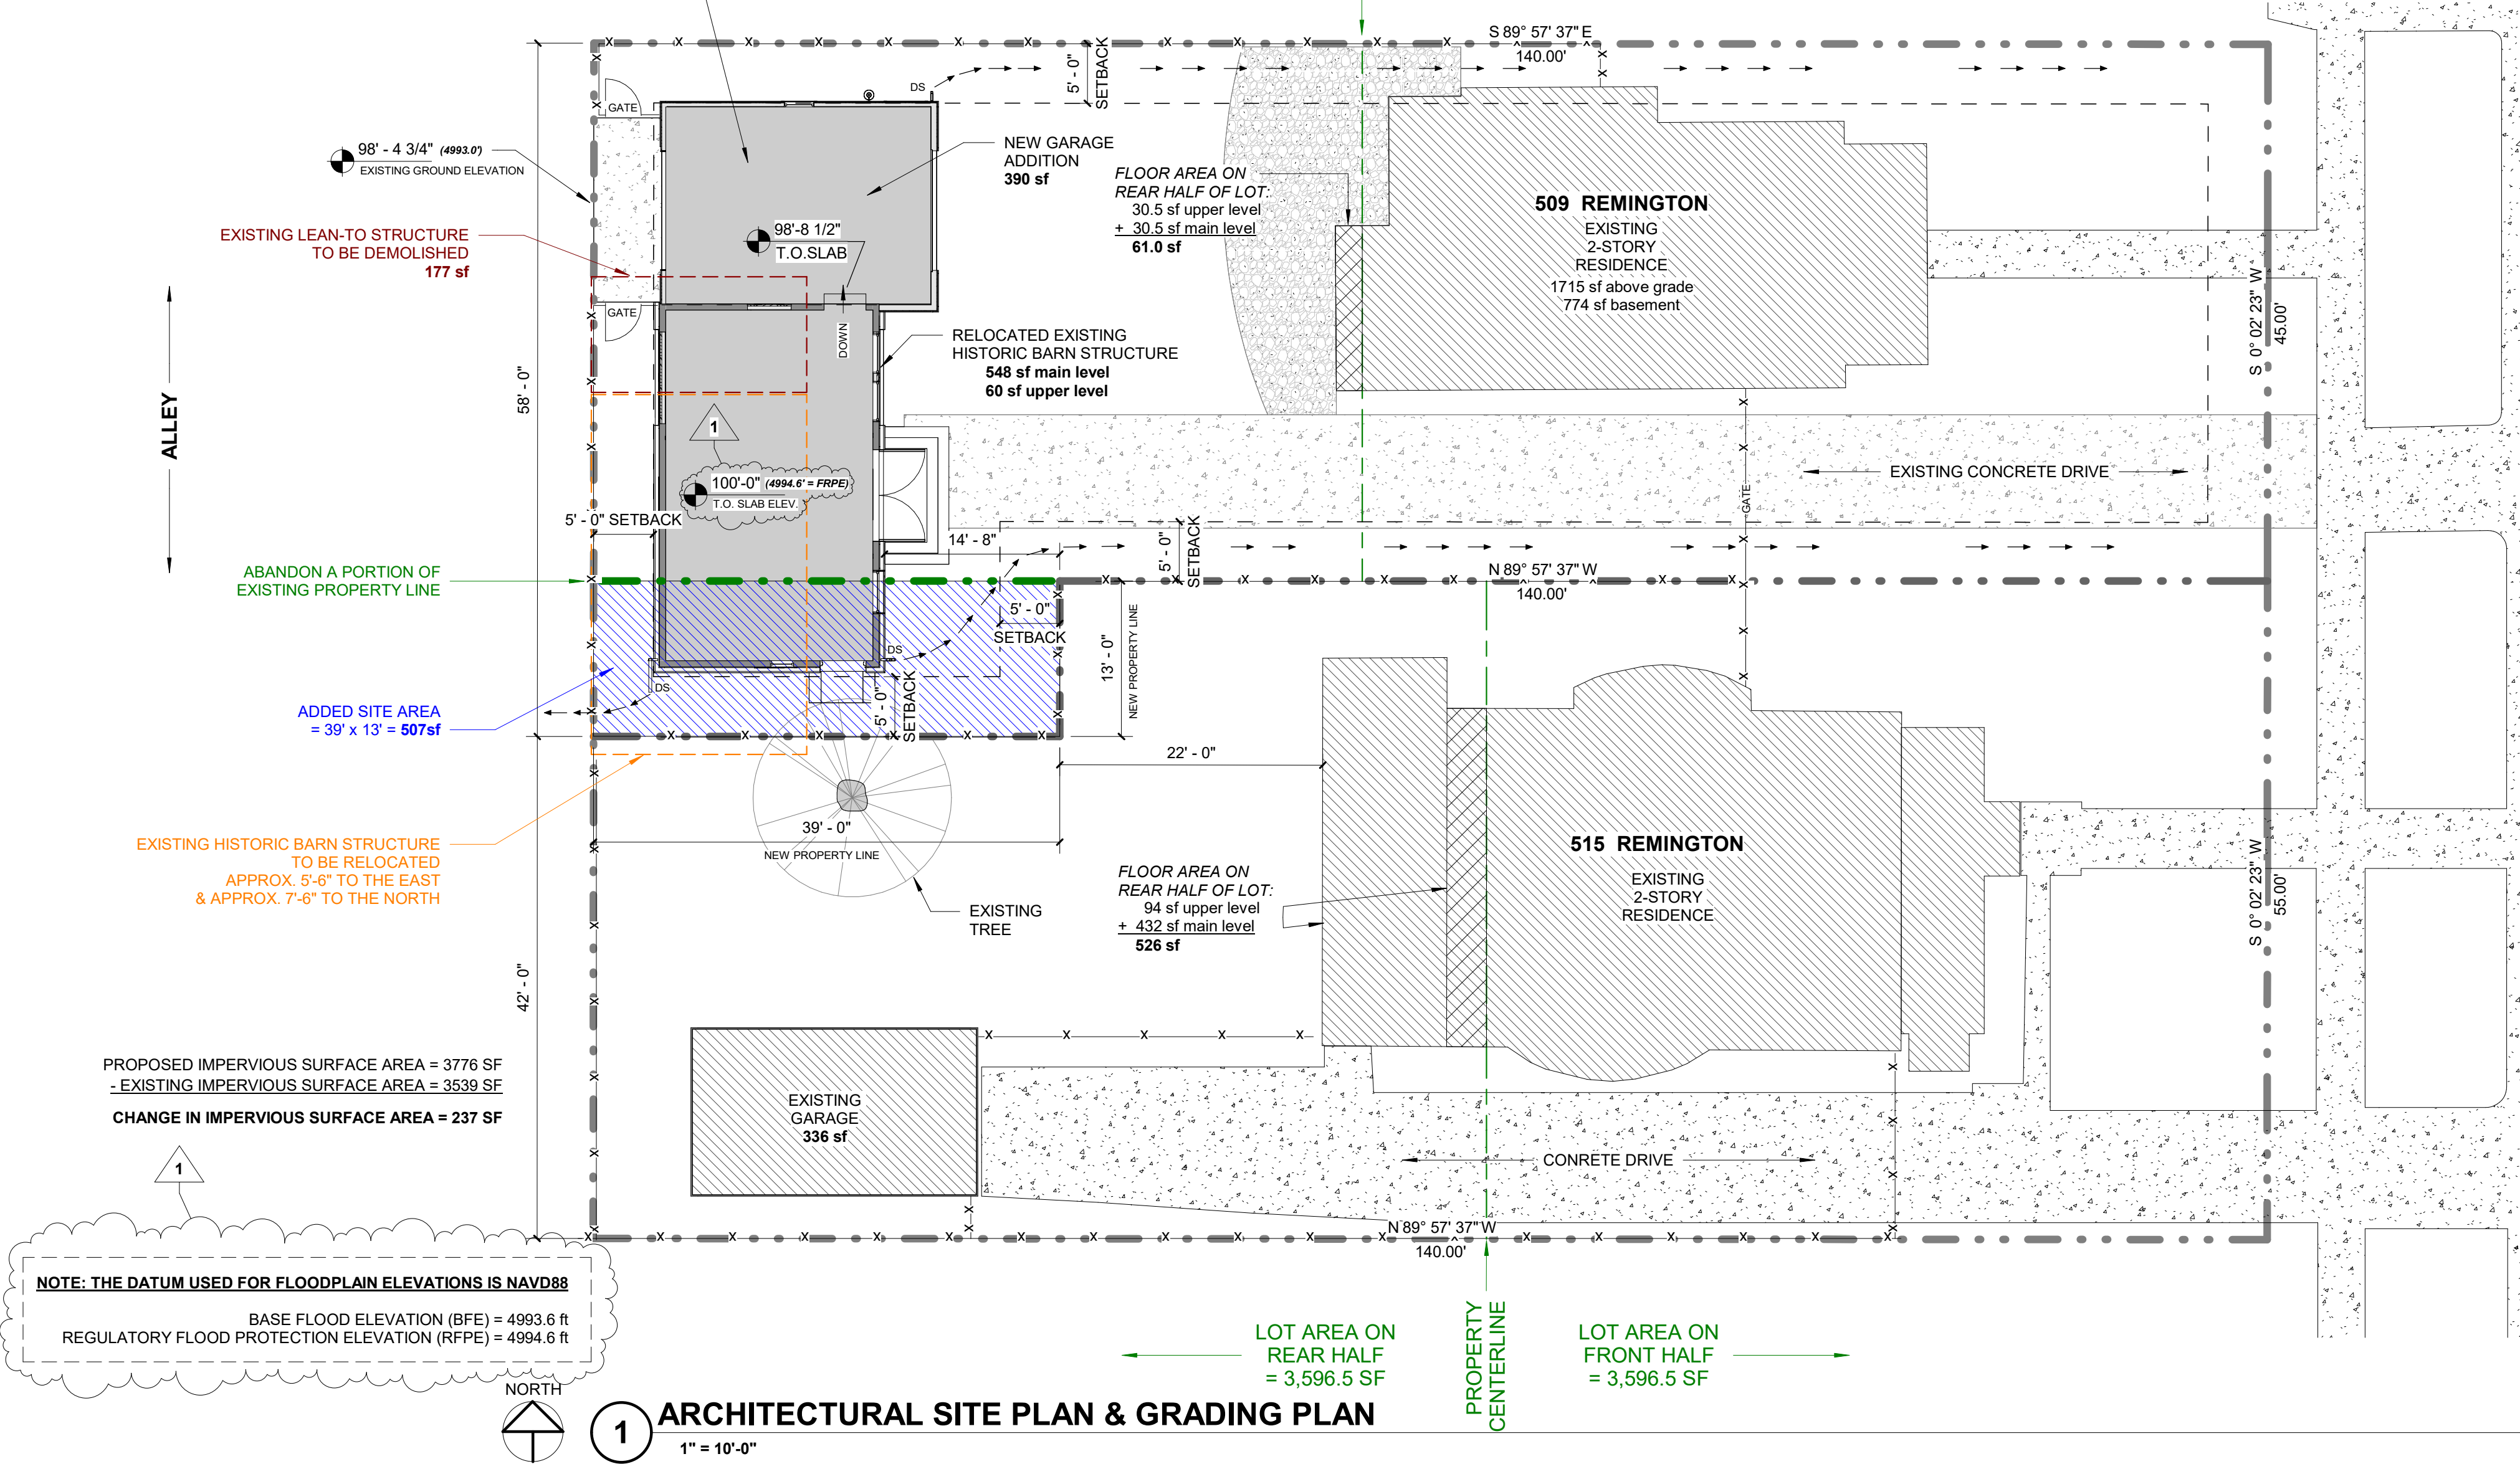 S 89° 57' 37" E
140.00'
5' - 0"
SETBACK
DS
GATE
98' - 4 3/4" (4993.0')
EXISTING GROUND ELEVATION
NEW GARAGE
ADDITION
390 sf
FLOOR AREA ON
REAR HALF OF LOT:
30.5 sf upper level
+ 30.5 sf main level
61.0 sf
509 REMINGTON
EXISTING
2-STORY
RESIDENCE
1715 sf above grade
774 sf basement
EXISTING LEAN-TO STRUCTURE
TO BE DEMOLISHED
177 sf
98'-8 1/2"
T.O.SLAB
GATE
DOWN
S 0° 02' 23" W
45.00'
RELOCATED EXISTING
HISTORIC BARN STRUCTURE
548 sf main level
60 sf upper level
58' - 0"
ALLEY
1
100'-0" (4994.6' = FRPE)
T.O. SLAB ELEV.
EXISTING CONCRETE DRIVE
GATE
5' - 0" SETBACK
14' - 8"
5' - 0"
SETBACK
ABANDON A PORTION OF
EXISTING PROPERTY LINE
N 89° 57' 37" W
140.00'
5' - 0"
SETBACK
13' - 0"
NEW PROPERTY LINE
DS
DS
5' - 0"
SETBACK
ADDED SITE AREA
= 39' x 13' = 507sf
22' - 0"
39' - 0"
NEW PROPERTY LINE
EXISTING HISTORIC BARN STRUCTURE
TO BE RELOCATED
APPROX. 5'-6" TO THE EAST
& APPROX. 7'-6" TO THE NORTH
EXISTING
TREE
FLOOR AREA ON
REAR HALF OF LOT:
94 sf upper level
+ 432 sf main level
526 sf
515 REMINGTON
EXISTING
2-STORY
RESIDENCE
S 0° 02' 23" W
55.00'
42' - 0"
PROPOSED IMPERVIOUS SURFACE AREA = 3776 SF
- EXISTING IMPERVIOUS SURFACE AREA = 3539 SF
CHANGE IN IMPERVIOUS SURFACE AREA = 237 SF
EXISTING
GARAGE
336 sf
CONRETE DRIVE
1
N 89° 57' 37" W
140.00'
NOTE: THE DATUM USED FOR FLOODPLAIN ELEVATIONS IS NAVD88
BASE FLOOD ELEVATION (BFE) = 4993.6 ft
REGULATORY FLOOD PROTECTION ELEVATION (RFPE) = 4994.6 ft
LOT AREA ON
REAR HALF
= 3,596.5 SF
PROPERTY
CENTERLINE
LOT AREA ON
FRONT HALF
= 3,596.5 SF
NORTH
1
ARCHITECTURAL SITE PLAN & GRADING PLAN
1" = 10'-0"